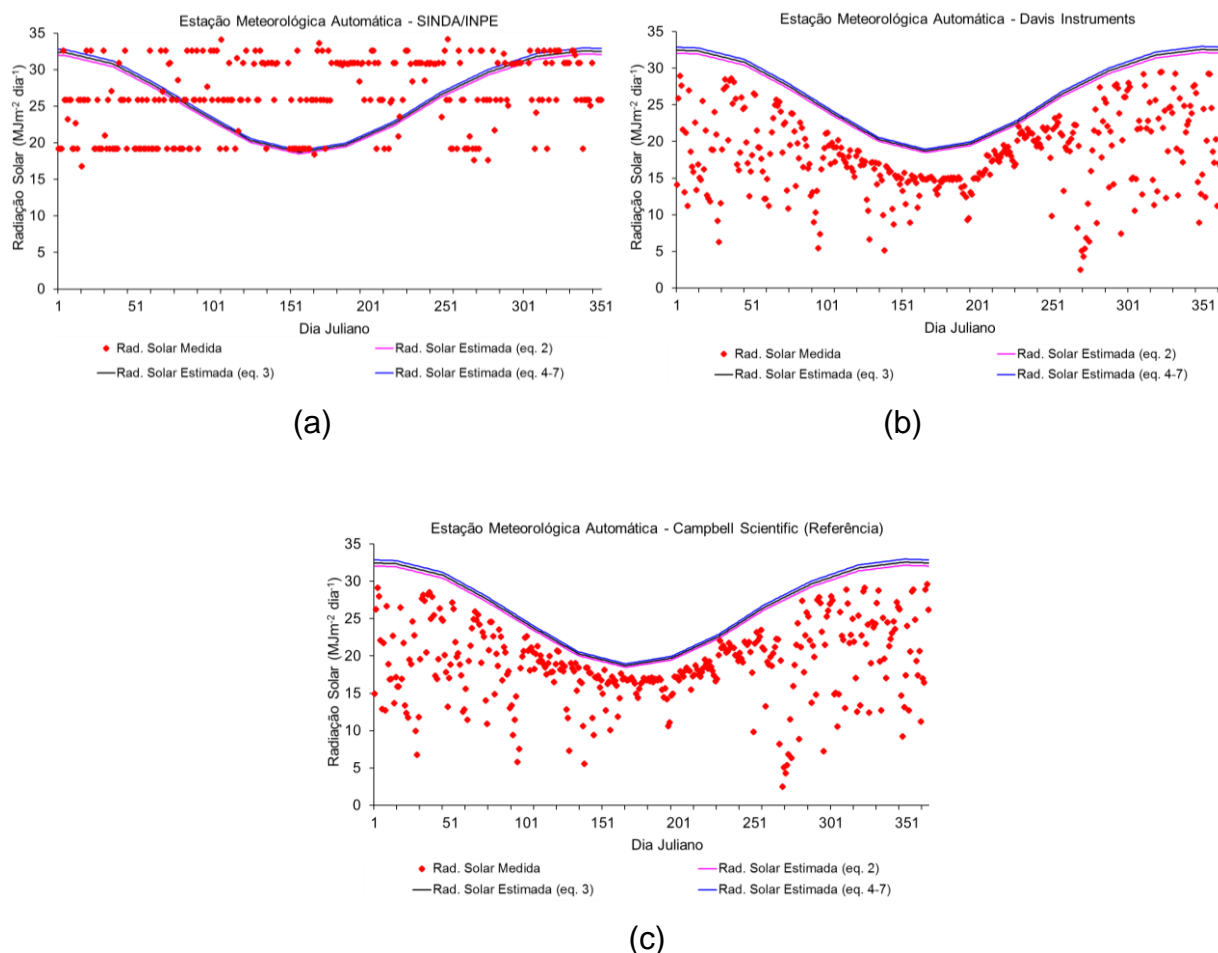 Estação Meteorológica Automática - SINDA/INPE
35
30
25
20
15
10
5
0
Radiação Solar (MJm⁻² dia⁻¹)
1 51 101 151 201 251 301 351
Dia Juliano
Rad. Solar Medida
Rad. Solar Estimada (eq. 2)
Rad. Solar Estimada (eq. 3)
Rad. Solar Estimada (eq. 4-7)
(a)
Estação Meteorológica Automática - Davis Instruments
35
30
25
20
15
10
5
0
Radiação Solar (MJm⁻² dia⁻¹)
1 51 101 151 201 251 301 351
Dia Juliano
Rad. Solar Medida
Rad. Solar Estimada (eq. 2)
Rad. Solar Estimada (eq. 3)
Rad. Solar Estimada (eq. 4-7)
(b)
Estação Meteorológica Automática - Campbell Scientific (Referência)
35
30
25
20
15
10
5
0
Radiação Solar (MJm⁻² dia⁻¹)
1 51 101 151 201 251 301 351
Dia Juliano
Rad. Solar Medida
Rad. Solar Estimada (eq. 2)
Rad. Solar Estimada (eq. 3)
Rad. Solar Estimada (eq. 4-7)
(c)